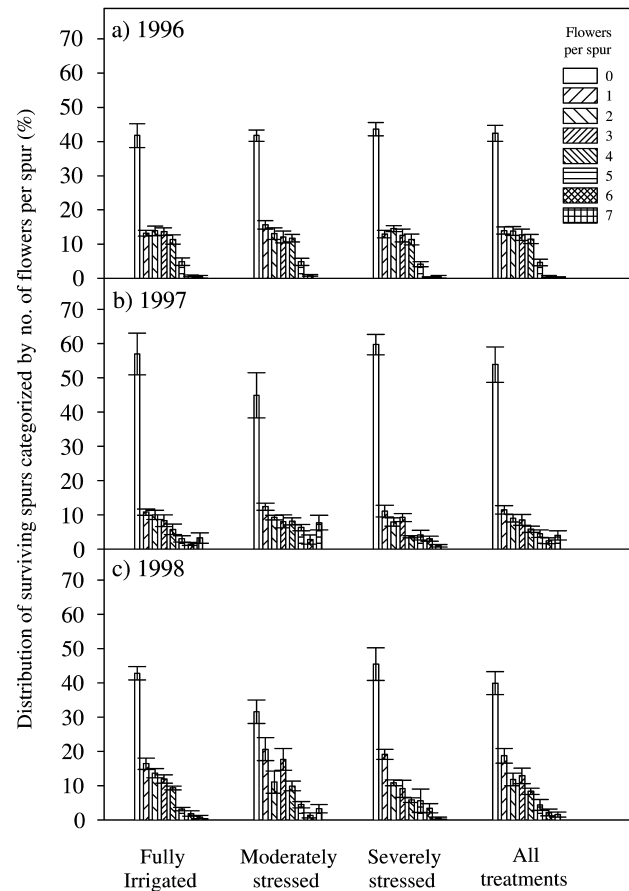 Distribution of surviving spurs categorized by no. of flowers per spur (%)
a) 1996
70
60
50
40
30
20
10
0
Flowers
per spur
0
1
2
3
4
5
6
7
b) 1997
70
60
50
40
30
20
10
0
c) 1998
70
60
50
40
30
20
10
0
Fully
Irrigated
Moderately
stressed
Severely
stressed
All
treatments